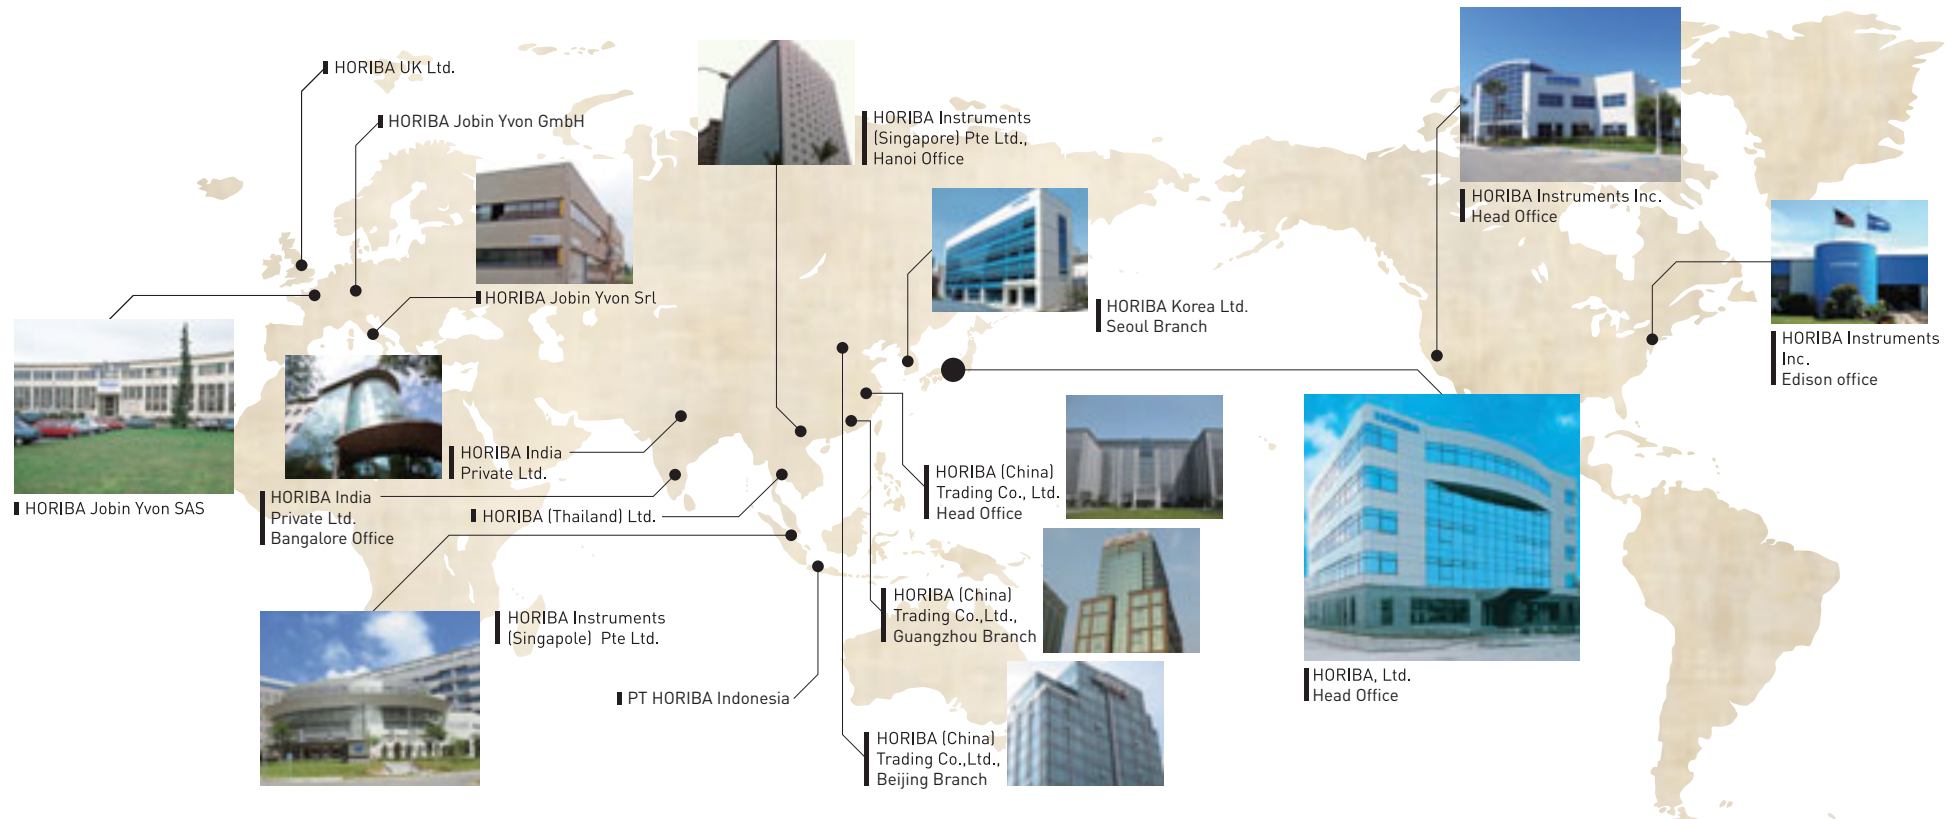 HORIBA UK Ltd.
HORIBA Jobin Yvon GmbH
HORIBA Instruments
(Singapore) Pte Ltd.,
Hanoi Office
HORIBA Instruments Inc.
Head Office
HORIBA Jobin Yvon Srl
HORIBA Korea Ltd.
Seoul Branch
HORIBA Instruments
Inc.
Edison office
HORIBA India
Private Ltd.
HORIBA Jobin Yvon SAS
HORIBA India
Private Ltd.
Bangalore Office
HORIBA (Thailand) Ltd.
HORIBA (China)
Trading Co., Ltd.
Head Office
HORIBA
HORIBA (China)
Trading Co.,Ltd.,
Guangzhou Branch
HORIBA Instruments
(Singapole) Pte Ltd.
HORIBA, Ltd.
Head Office
PT HORIBA Indonesia
HORIBA (China)
Trading Co.,Ltd.,
Beijing Branch